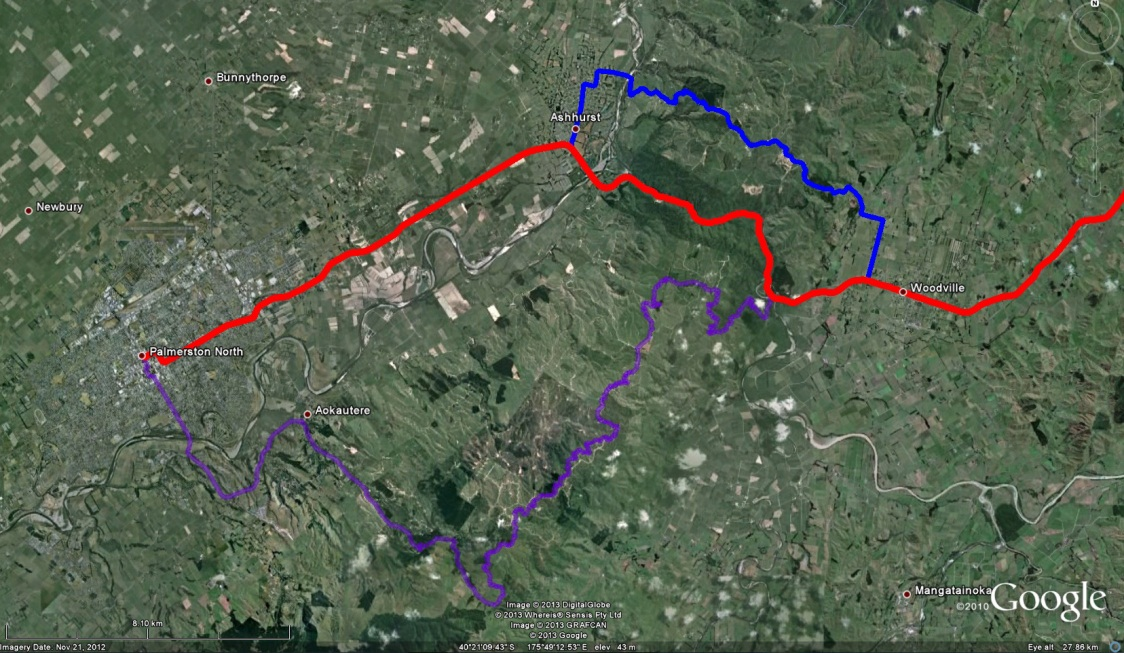 N
Bunnythorpe
Ashhurst
Newbury
Woodville
Palmerston North
Aokautere
Mangatainoka
Image © 2013 DigitalGlobe
© 2013 Whereis® Sensis Pty Ltd
Image © 2013 GRAFCAN
© 2013 Google
©2010 Google
8.10 km
Imagery Date: Nov 21, 2012
40°21'09.43" S 175°49'12.53" E elev 43 m
Eye alt 27.86 km